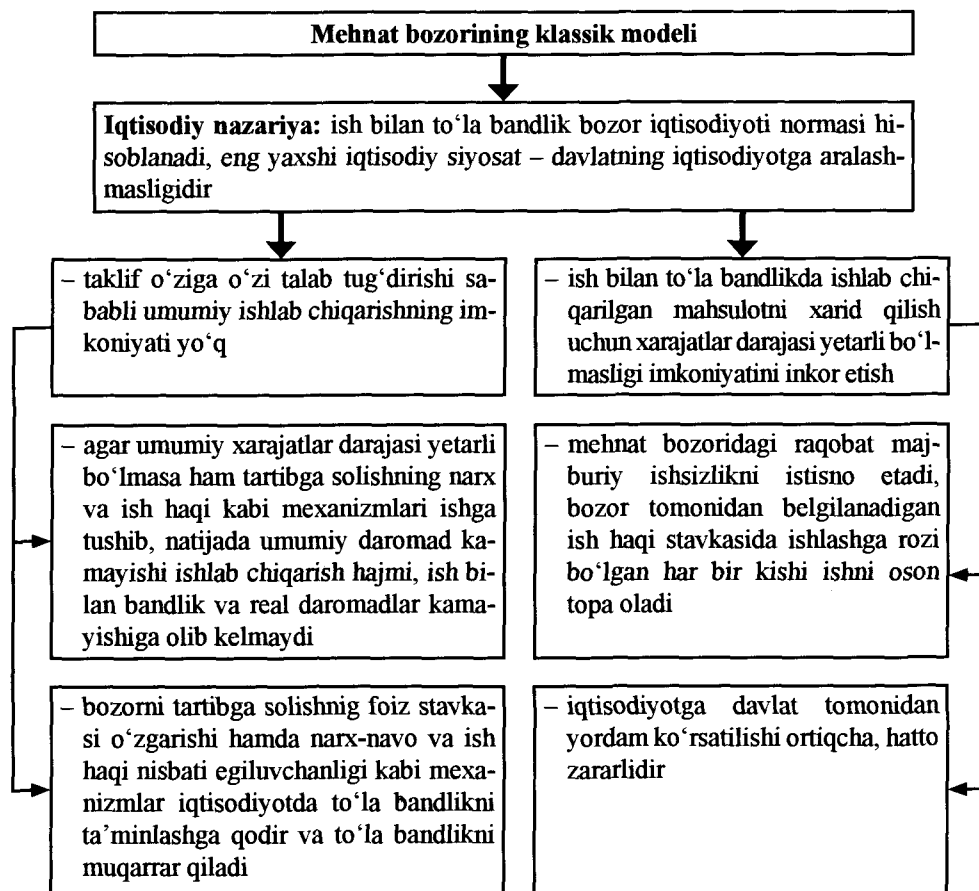 Mehnat bozorining klassik modeli
Iqtisodiy nazariya: ish bilan to‘la bandlik bozor iqtisodiyoti normasi hi-
soblanadi, eng yaxshi iqtisodiy siyosat – davlatning iqtisodiyotga aralash-
masligidir
– taklif o‘ziga o‘zi talab tug‘dirishi sa-
babli umumiy ishlab chiqarishning im-
koniyati yo‘q
– ish bilan to‘la bandlikda ishlab chi-
qarilgan mahsulotni xarid qilish
uchun xarajatlar darajasi yetarli bo‘l-
masligi imkoniyatini inkor etish
– agar umumiy xarajatlar darajasi yetarli
bo‘lmasa ham tartibga solishning narx
va ish haqi kabi mexanizmlari ishga
tushib, natijada umumiy daromad ka-
mayishi ishlab chiqarish hajmi, ish bi-
lan bandlik va real daromadlar kama-
yishiga olib kelmaydi
– mehnat bozoridagi raqobat maj-
buriy ishsizlikni istisno etadi,
bozor tomonidan belgilanadigan
ish haqi stavkasida ishlashga rozi
bo‘lgan har bir kishi ishni oson
topa oladi
– bozorni tartibga solishnig foiz stavka-
si o‘zgarishi hamda narx-navo va ish
haqi nisbati egiluvchanligi kabi mexa-
nizmlar iqtisodiyotda to‘la bandlikni
ta’minlashga qodir va to‘la bandlikni
muqarrar qiladi
– iqtisodiyotga davlat tomonidan
yordam ko‘rsatilishi ortiqcha, hatto
zararlidir